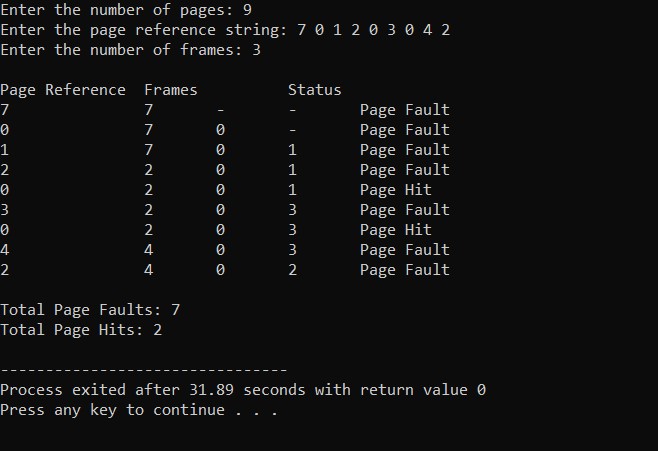 Enter the number of pages: 9
Enter the page reference string: 7 0 1 2 0 3 0 4 2
Enter the number of frames: 3
Page Reference  Frames          Status
7               7       -       -       Page Fault
0               7       0       -       Page Fault
1               7       0       1       Page Fault
2               2       0       1       Page Fault
0               2       0       1       Page Hit
3               2       0       3       Page Fault
0               2       0       3       Page Hit
4               4       0       3       Page Fault
2               4       0       2       Page Fault
Total Page Faults: 7
Total Page Hits: 2
--------------------------------
Process exited after 31.89 seconds with return value 0
Press any key to continue . . .